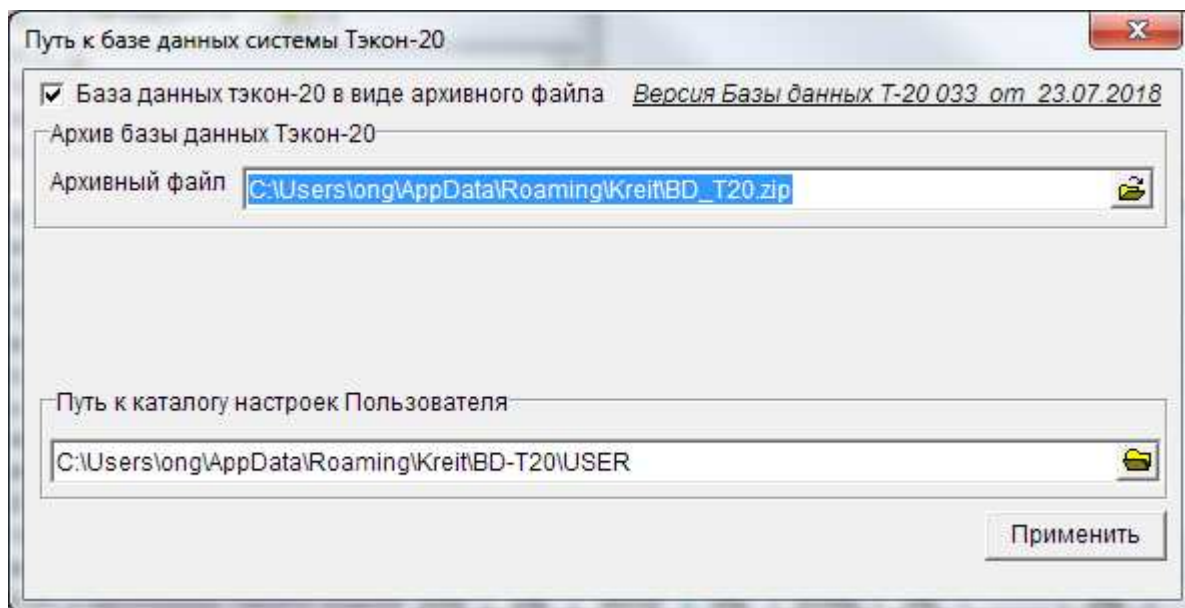 Путь к базе данных системы Тэкон-20
База данных тэкон-20 в виде архивного файла Версия Базы данных Т-20 033 от 23.07.2018
Архив базы данных Тэкон-20
Архивный файл C:\Users\ong\AppData\Roaming\Kreit\BD_T20.zip
Путь к каталогу настроек Пользователя
C:\Users\ong\AppData\Roaming\Kreit\BD-T20\USER
Применить